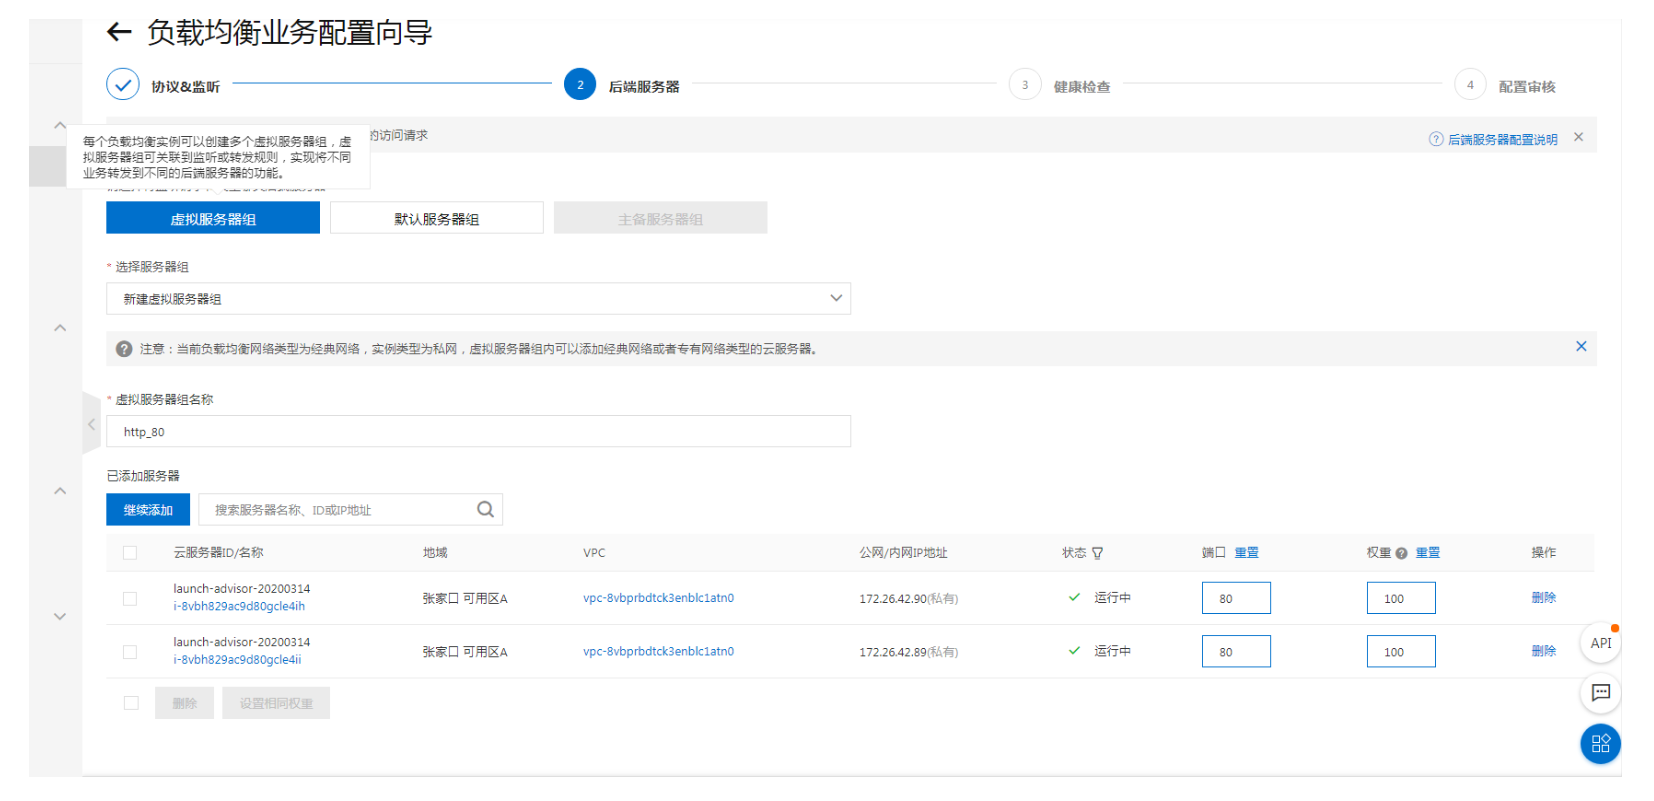 负载均衡业务配置向导
协议&监听
2
后端服务器
3
健康检查
4
配置审核
的访问请求
后端服务器配置说明
每个负载均衡实例可以创建多个虚拟服务器组，虚
拟服务器组可关联到监听或转发规则，实现将不同
业务转发到不同的后端服务器的功能。
虚拟服务器组
默认服务器组
主备服务器组
* 选择服务器组
新建虚拟服务器组
注意：当前负载均衡网络类型为经典网络，实例类型为私网，虚拟服务器组内可以添加经典网络或者专有网络类型的云服务器。
* 虚拟服务器组名称
http_80
已添加服务器
继续添加
搜索服务器名称、ID或IP地址
云服务器ID/名称 地域 VPC 公网/内网IP地址 状态 端口 重置 权重 重置 操作
launch-advisor-20200314
i-8vbh829ac9d80gcle4ih
张家口 可用区A
vpc-8vbprbdtck3enblc1atn0
172.26.42.90(私有)
运行中
80
100
删除
launch-advisor-20200314
i-8vbh829ac9d80gcle4ii
张家口 可用区A
vpc-8vbprbdtck3enblc1atn0
172.26.42.89(私有)
运行中
80
100
删除
API
删除
设置相同权重